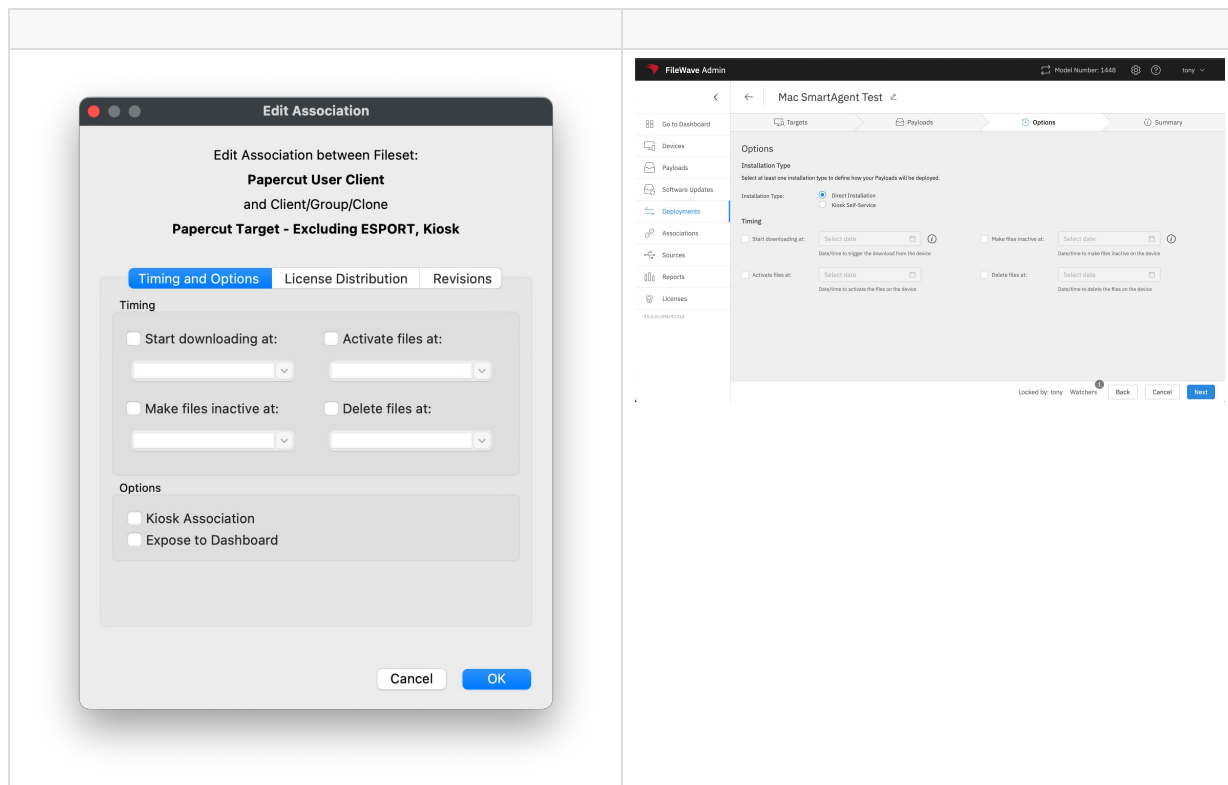 Edit Association
Edit Association between Fileset:
Papercut User Client
and Client/Group/Clone
Papercut Target - Excluding ESPORT, Kiosk
Timing and Options License Distribution Revisions
Timing
Start downloading at: Activate files at:
Make files inactive at: Delete files at:
Options
Kiosk Association
Expose to Dashboard
Cancel OK
FileWave Admin Model Number: 1448 tony
Mac SmartAgent Test
Go to Dashboard
Devices
Payloads
Software Updates
Deployments
Associations
Sources
Reports
Licenses
Targets Payloads Options Summary
Options
Installation Type
Select at least one installation type to define how your Payloads will be deployed.
Installation Type: Direct Installation
Kiosk Self-Service
Timing
Start downloading at: Select date Make files inactive at: Select date
Date/time to trigger the download from the device Date/time to make files inactive on the device
Activate files at: Select date Delete files at: Select date
Date/time to activate the files on the device Date/time to delete the files on the device
Locked by: tony Watchers 1 Back Cancel Next